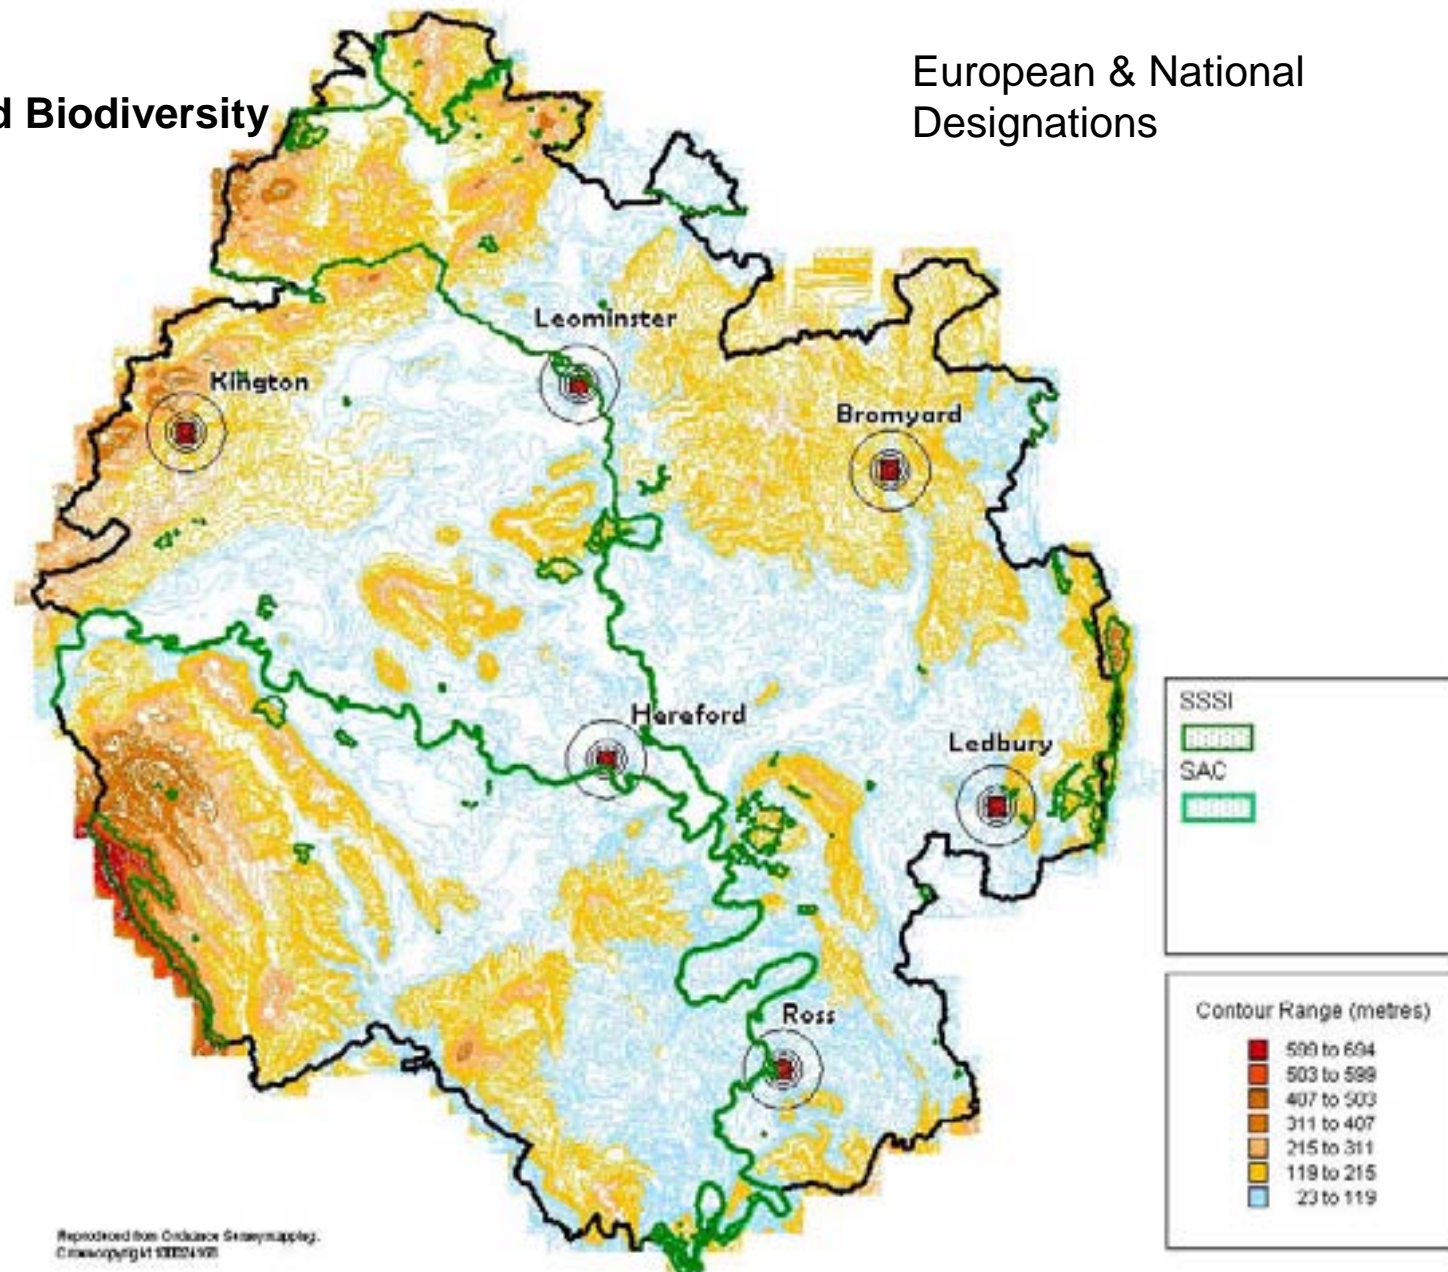 d Biodiversity
European & National
Designations
Leominster
Kington
Bromyard
Hereford
Ledbury
Ross
SSSI
SAC
Contour Range (metres)
599 to 694
503 to 599
407 to 503
311 to 407
215 to 311
119 to 215
23 to 119
Reproduced from Ordnance Survey mapping.
Crown copyright